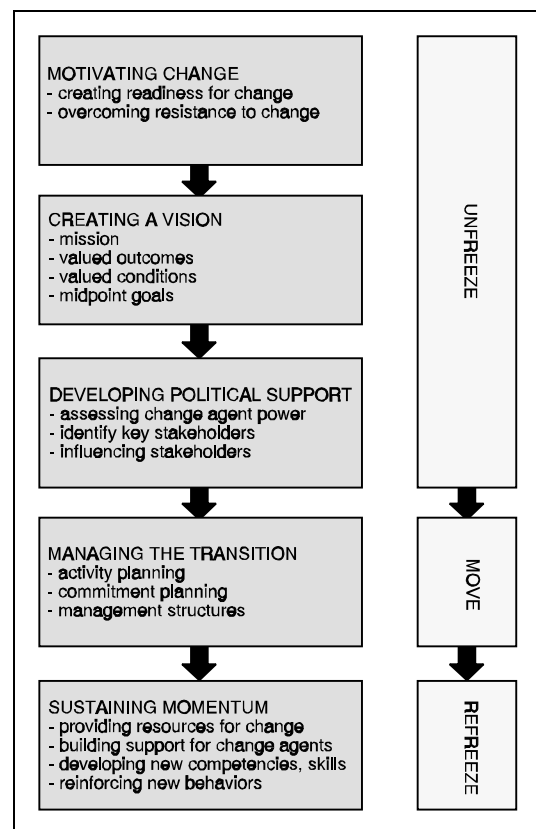 MOTIVATING CHANGE
- creating readiness for change
- overcoming resistance to change
CREATING A VISION
- mission
- valued outcomes
- valued conditions
- midpoint goals
DEVELOPING POLITICAL SUPPORT
- assessing change agent power
- identify key stakeholders
- influencing stakeholders
MANAGING THE TRANSITION
- activity planning
- commitment planning
- management structures
SUSTAINING MOMENTUM
- providing resources for change
- building support for change agents
- developing new competencies, skills
- reinforcing new behaviors
UNFREEZE
MOVE
REFREEZE